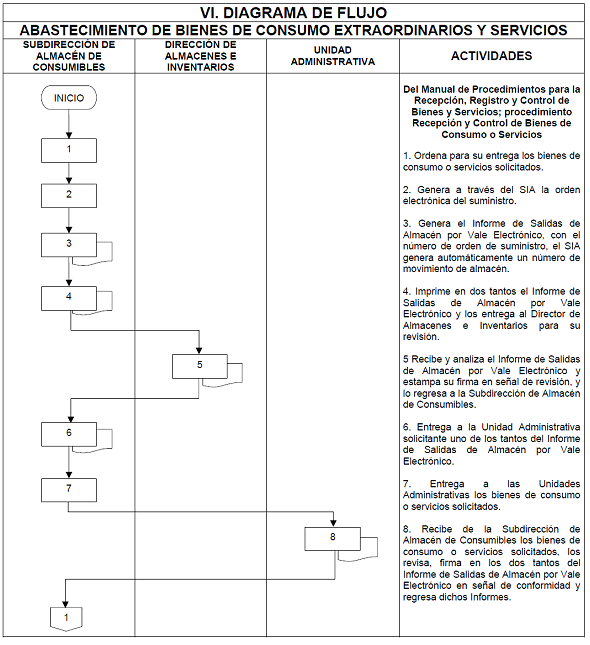 VI. DIAGRAMA DE FLUJO
ABASTECIMIENTO DE BIENES DE CONSUMO EXTRAORDINARIOS Y SERVICIOS
SUBDIRECCIÓN DE
ALMACÉN DE
CONSUMIBLES
DIRECCIÓN DE
ALMACENES E
INVENTARIOS
UNIDAD
ADMINISTRATIVA
ACTIVIDADES
INICIO
1
2
3
4
5
6
7
8
1
Del Manual de Procedimientos para la
Recepción, Registro y Control de
Bienes y Servicios; procedimiento
Recepción y Control de Bienes de
Consumo o Servicios
1. Ordena para su entrega los bienes de
consumo o servicios solicitados.
2. Genera a través del SIA la orden
electrónica del suministro.
3. Genera el Informe de Salidas de
Almacén por Vale Electrónico, con el
número de orden de suministro, el SIA
genera automáticamente un número de
movimiento de almacén.
4. Imprime en dos tantos el Informe de
Salidas de Almacén por Vale
Electrónico y los entrega al Director de
Almacenes e Inventarios para su
revisión.
5 Recibe y analiza el Informe de Salidas
de Almacén por Vale Electrónico y
estampa su firma en señal de revisión, y
lo regresa a la Subdirección de Almacén
de Consumibles.
6. Entrega a la Unidad Administrativa
solicitante uno de los tantos del Informe
de Salidas de Almacén por Vale
Electrónico.
7. Entrega a las Unidades
Administrativas los bienes de consumo
o servicios solicitados.
8. Recibe de la Subdirección de
Almacén de Consumibles los bienes de
consumo o servicios solicitados, los
revisa, firma en los dos tantos del
Informe de Salidas de Almacén por Vale
Electrónico en señal de conformidad y
regresa dichos Informes.